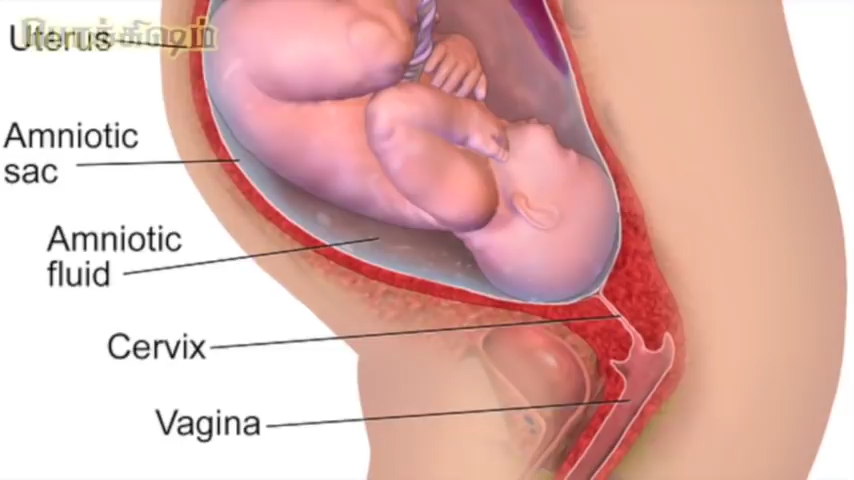 Uterus
Amniotic
sac
Amniotic
fluid
Cervix
Vagina